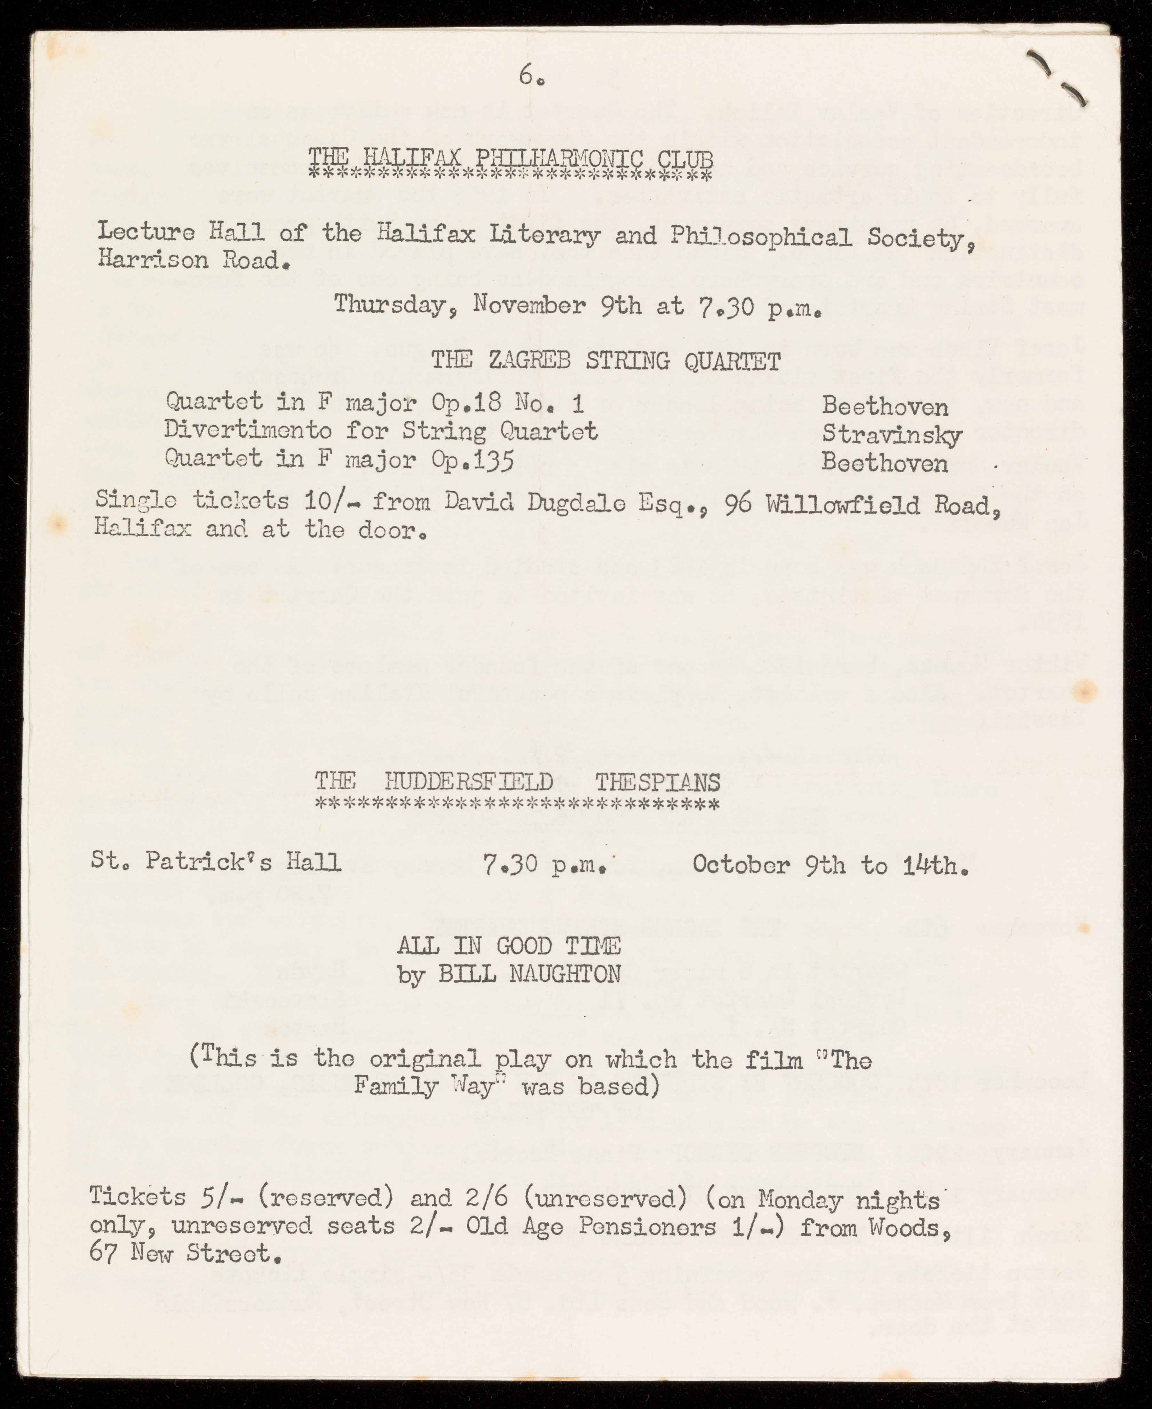 6.
THE HALIFAX PHILHARMONIC CLUB
*****************************
Lecture Hall of the Halifax Literary and Philosophical Society,
Harrison Road.
Thursday, November 9th at 7.30 p.m.
THE ZAGREB STRING QUARTET
Quartet in F major Op.18 No. 1 Beethoven
Divertimento for String Quartet Stravinsky
Quartet in F major Op.135 Beethoven
Single tickets 10/- from David Dugdale Esq., 96 Willowfield Road,
Halifax and at the door.
THE HUDDERSFIELD THESPIANS
*****************************
St. Patrick's Hall 7.30 p.m. October 9th to 14th.
ALL IN GOOD TIME
by BILL NAUGHTON
(This is the original play on which the film "The
Family Way" was based)
Tickets 5/- (reserved) and 2/6 (unreserved) (on Monday nights
only, unreserved seats 2/- Old Age Pensioners 1/-) from Woods,
67 New Street.